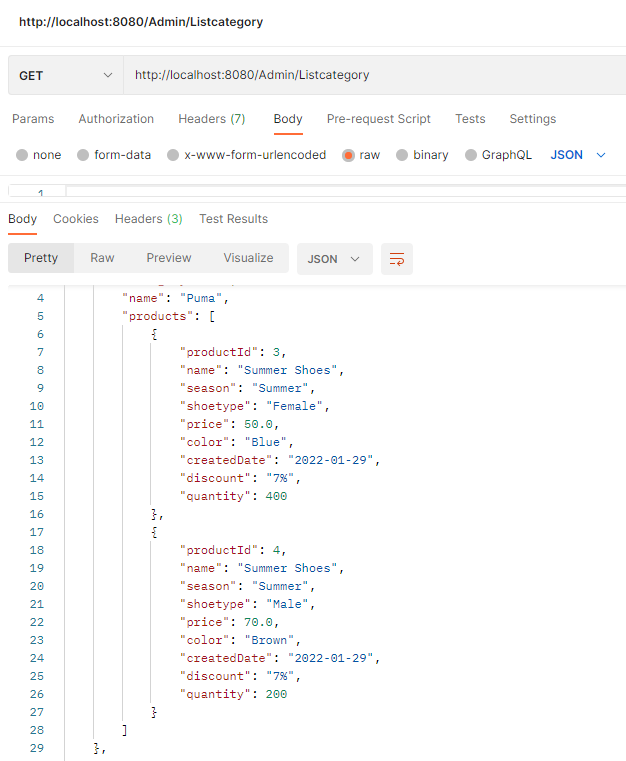 http://localhost:8080/Admin/Listcategory
GET http://localhost:8080/Admin/Listcategory
Params Authorization Headers (7) Body Pre-request Script Tests Settings
none form-data x-www-form-urlencoded raw binary GraphQL JSON
1
Body Cookies Headers (3) Test Results
Pretty Raw Preview Visualize JSON
4 "name": "Puma",
5 "products": [
6 {
7 "productId": 3,
8 "name": "Summer Shoes",
9 "season": "Summer",
10 "shoetype": "Female",
11 "price": 50.0,
12 "color": "Blue",
13 "createdDate": "2022-01-29",
14 "discount": "7%",
15 "quantity": 400
16 },
17 {
18 "productId": 4,
19 "name": "Summer Shoes",
20 "season": "Summer",
21 "shoetype": "Male",
22 "price": 70.0,
23 "color": "Brown",
24 "createdDate": "2022-01-29",
25 "discount": "7%",
26 "quantity": 200
27 }
28 ]
29 },